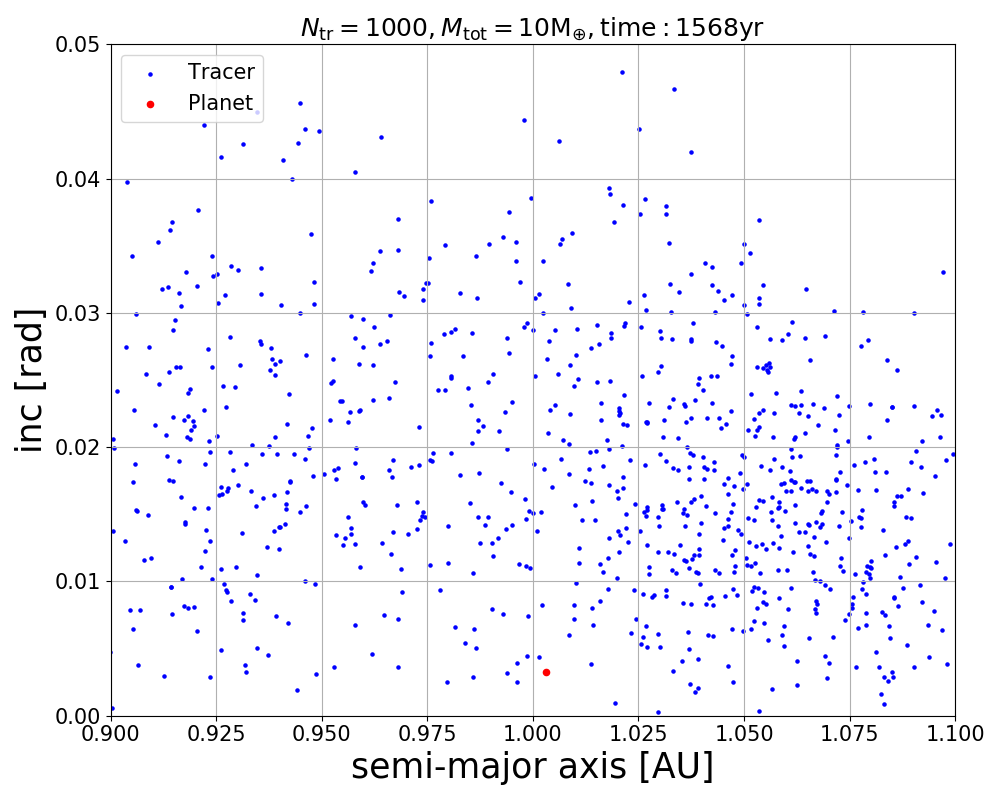 N_tr = 1000, M_tot = 10M_⊕, time : 1568yr
Tracer
Planet
0.05
0.04
0.03
0.02
0.01
0.00
inc [rad]
0.900 0.925 0.950 0.975 1.000 1.025 1.050 1.075 1.100
semi-major axis [AU]